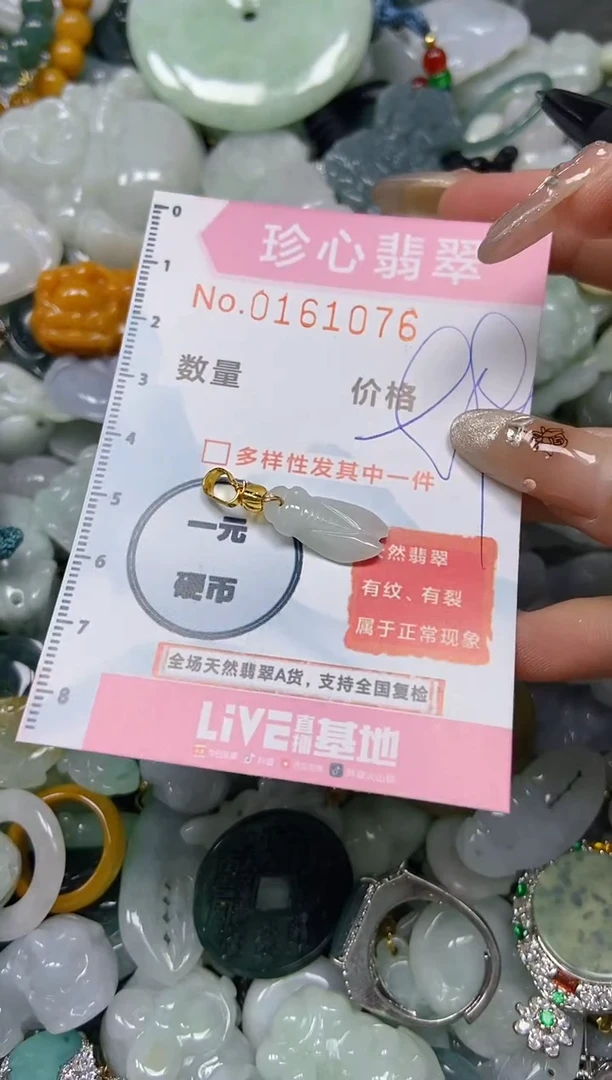 0
珍心翡翠
1
No.0161076
2
数量
价格
3
4
多样性发其中一件
5
一元
硬币
然然翡翠
6
有纹、有裂
属于正常现象
7
全场天然翡翠A货，支持全国复检
8
LiVE直播基地